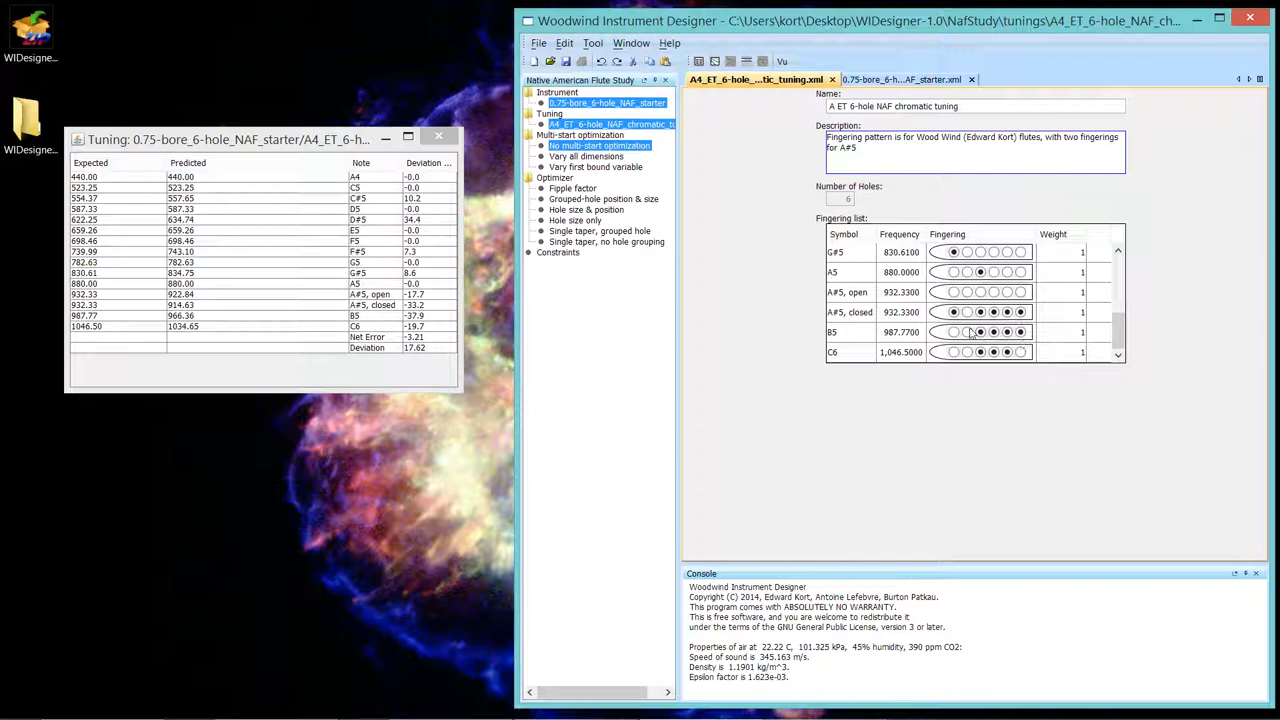 WIDesigne...
WIDesigne...
Tuning: 0.75-bore_6-hole_NAF_starter/A4_ET_6-h...
Expected Predicted Note Deviation ...
440.00 440.00 A4 -0.0
523.25 523.25 C5 -0.0
554.37 557.65 C#5 10.2
587.33 587.33 D5 -0.0
622.25 634.74 D#5 34.4
659.26 659.26 E5 -0.0
698.46 698.46 F5 -0.0
739.99 743.10 F#5 7.3
782.63 782.63 G5 -0.0
830.61 834.75 G#5 8.6
880.00 880.00 A5 -0.0
932.33 922.84 A#5, open -17.7
932.33 914.63 A#5, closed -33.2
987.77 966.36 B5 -37.9
1046.50 1034.65 C6 -19.7
Net Error -3.21
Deviation 17.62
Woodwind Instrument Designer - C:\Users\kort\Desktop\WIDesigner-1.0\NafStudy\tunings\A4_ET_6-hole_NAF_ch...
File Edit Tool Window Help
Vu
Native American Flute Study
Instrument
0.75-bore_6-hole_NAF_starter
Tuning
A4_ET_6-hole_NAF_chromatic_tu
Multi-start optimization
No multi-start optimization
Vary all dimensions
Vary first bound variable
Optimizer
Fipple factor
Grouped-hole position & size
Hole size & position
Hole size only
Single taper, grouped hole
Single taper, no hole grouping
Constraints
A4_ET_6-hole_...tic_tuning.xml 0.75-bore_6-h...AF_starter.xml
Name:
A ET 6-hole NAF chromatic tuning
Description:
Fingering pattern is for Wood Wind (Edward Kort) flutes, with two fingerings
for A#5
Number of Holes:
6
Fingering list:
Symbol Frequency Fingering Weight
G#5 830.6100 1
A5 880.0000 1
A#5, open 932.3300 1
A#5, closed 932.3300 1
B5 987.7700 1
C6 1,046.5000 1
Console
Woodwind Instrument Designer
Copyright (C) 2014, Edward Kort, Antoine Lefebvre, Burton Patkau.
This program comes with ABSOLUTELY NO WARRANTY.
This is free software, and you are welcome to redistribute it
under the terms of the GNU General Public License, version 3 or later.
Properties of air at 22.22 C, 101.325 kPa, 45% humidity, 390 ppm CO2:
Speed of sound is 345.163 m/s.
Density is 1.1901 kg/m^3.
Epsilon factor is 1.623e-03.